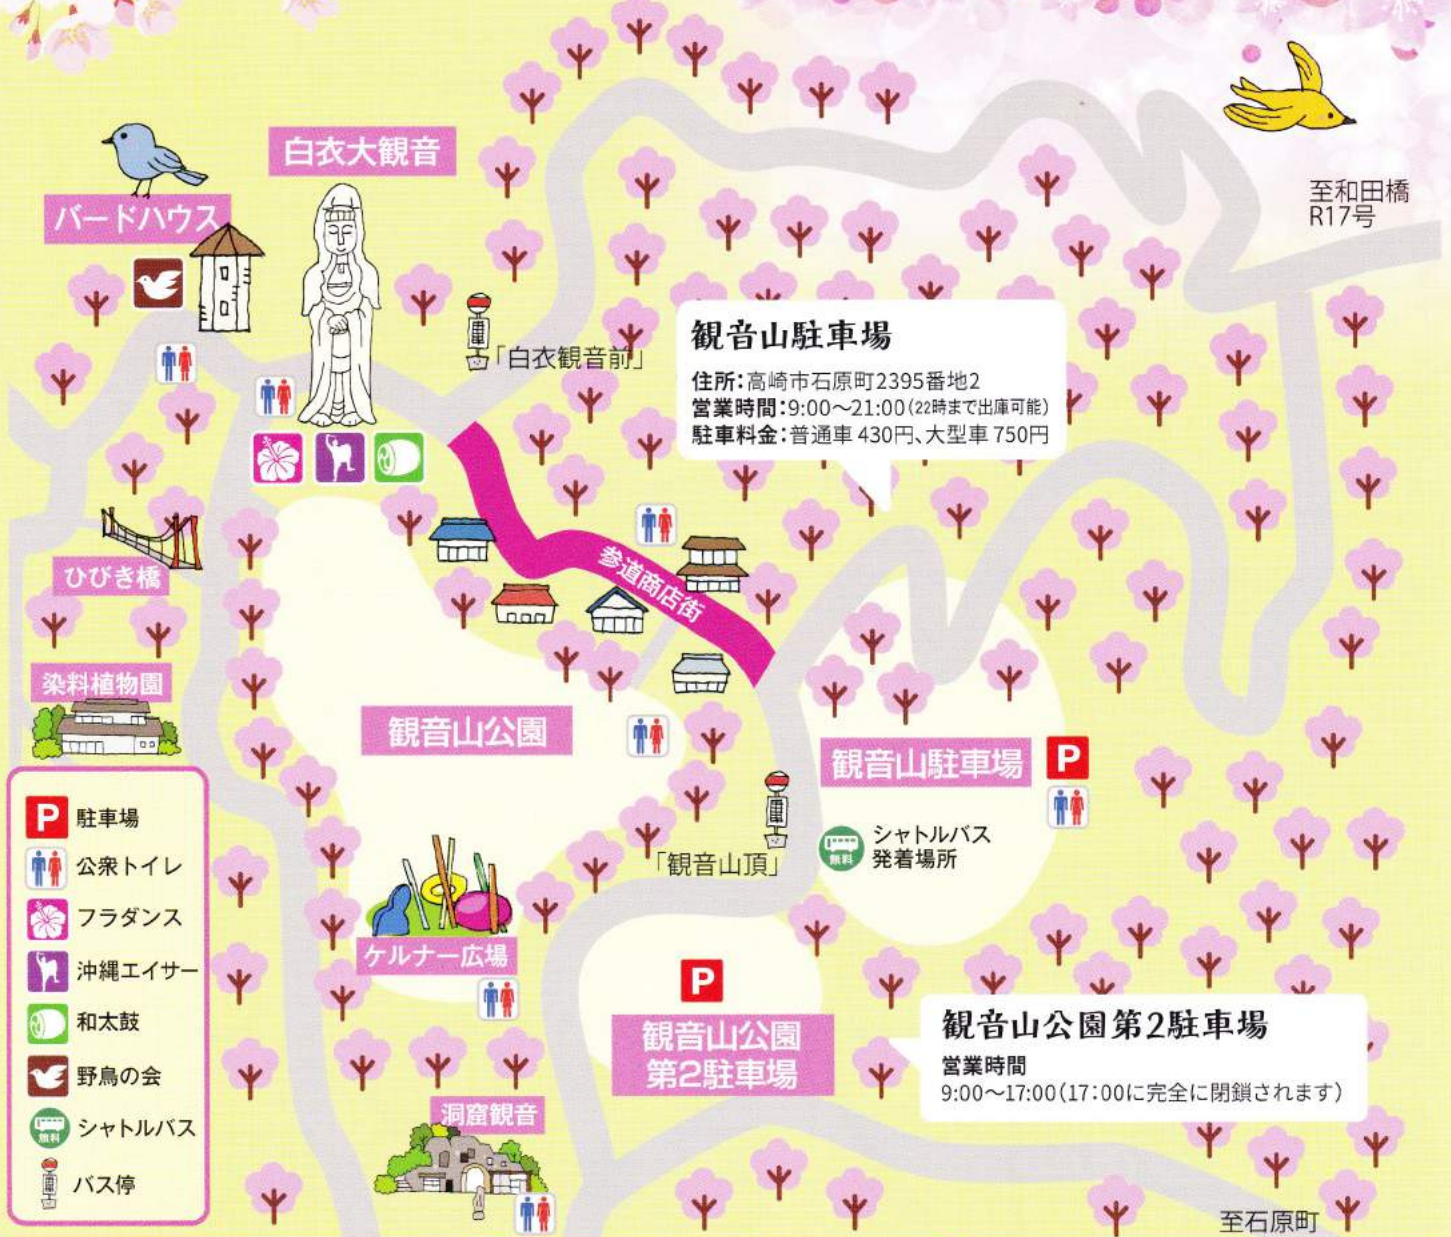 白衣大観音
バードハウス
至和田橋
R17号
「白衣観音前」
観音山駐車場
住所:高崎市石原町2395番地2
営業時間:9:00〜21:00(22時まで出庫可能)
駐車料金:普通車 430円、大型車 750円
参道商店街
ひびき橋
染料植物園
観音山公園
観音山駐車場
P
シャトルバス
発着場所
無料
「観音山頂」
ケルナー広場
P
観音山公園
第2駐車場
観音山公園第2駐車場
営業時間
9:00〜17:00(17:00に完全に閉鎖されます)
洞窟観音
至石原町
P 駐車場
公衆トイレ
フラダンス
沖縄エイサー
和太鼓
野鳥の会
無料 シャトルバス
バス停